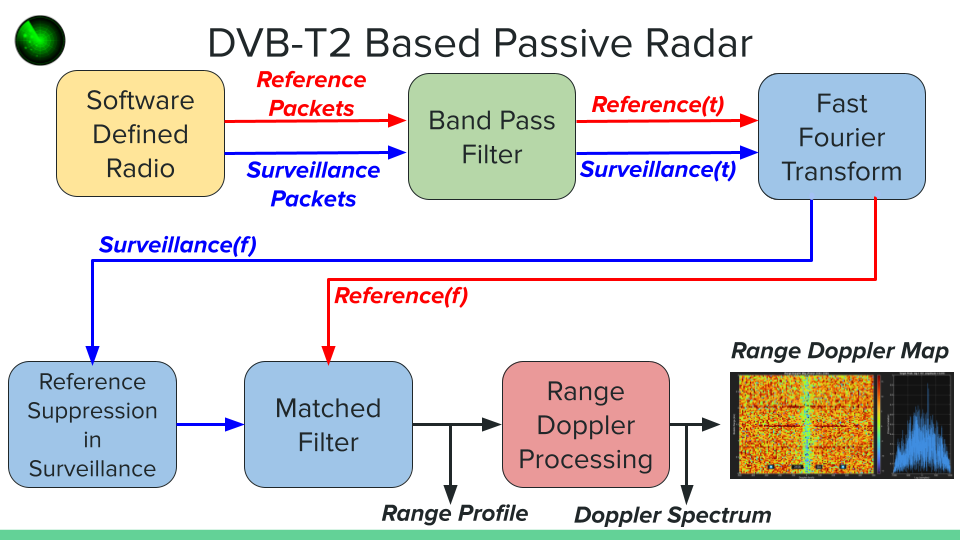 DVB-T2 Based Passive Radar
Software
Defined
Radio
Reference
Packets
Surveillance
Packets
Band Pass
Filter
Reference(t)
Surveillance(t)
Fast
Fourier
Transform
Surveillance(f)
Reference(f)
Reference
Suppression
in
Surveillance
Matched
Filter
Range
Doppler
Processing
Range Doppler Map
Range Profile
Doppler Spectrum